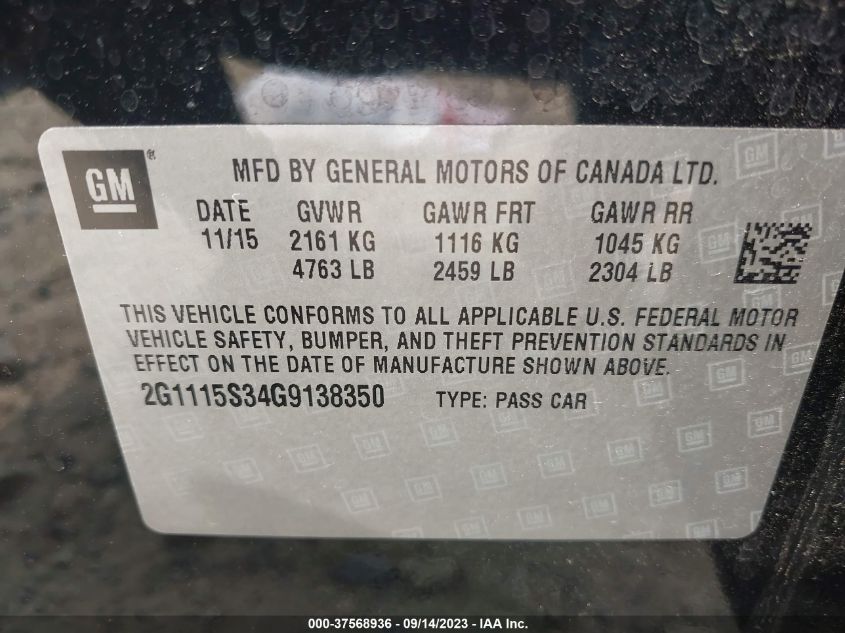 GM ® MFD BY GENERAL MOTORS OF CANADA LTD.
DATE GVWR GAWR FRT GAWR RR
11/15 2161 KG 1116 KG 1045 KG
4763 LB 2459 LB 2304 LB
THIS VEHICLE CONFORMS TO ALL APPLICABLE U.S. FEDERAL MOTOR
VEHICLE SAFETY, BUMPER, AND THEFT PREVENTION STANDARDS IN
EFFECT ON THE DATE OF MANUFACTURE SHOWN ABOVE.
2G1115S34G9138350 TYPE: PASS CAR
000-37568936 - 09/14/2023 - IAA Inc.